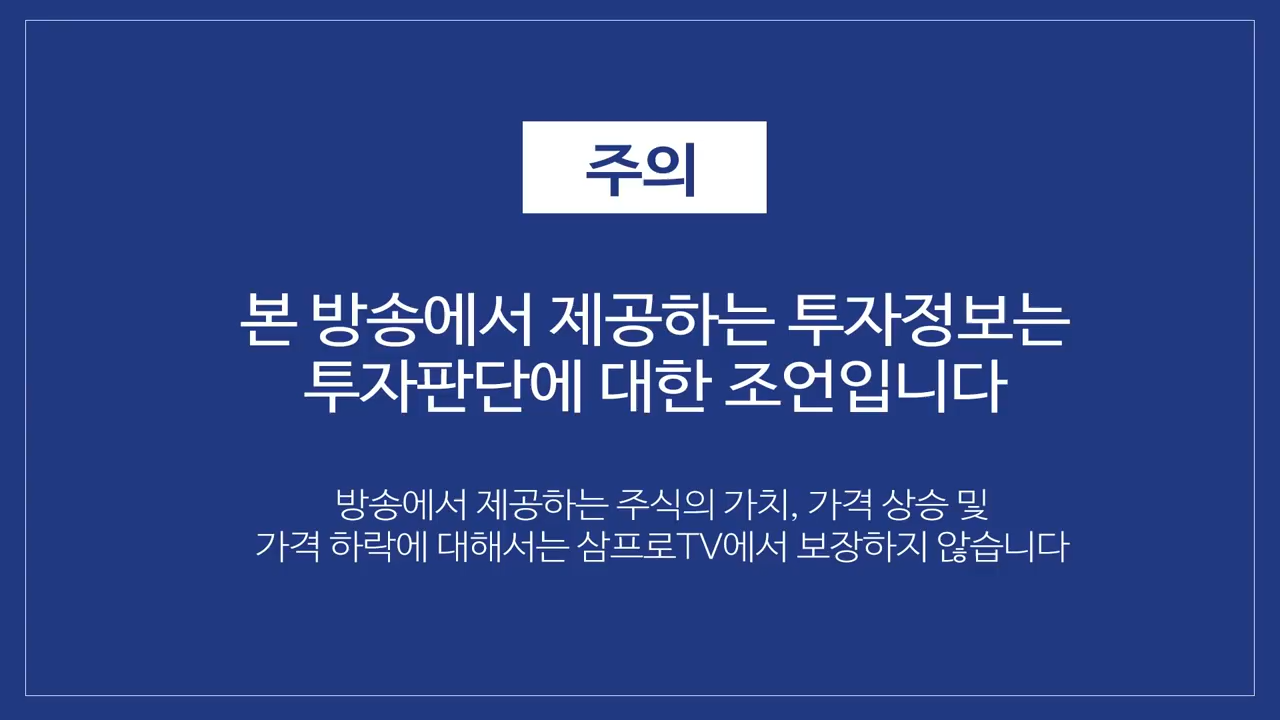 주의
본 방송에서 제공하는 투자정보는
투자판단에 대한 조언입니다
방송에서 제공하는 주식의 가치, 가격 상승 및
가격 하락에 대해서는 삼프로TV에서 보장하지 않습니다